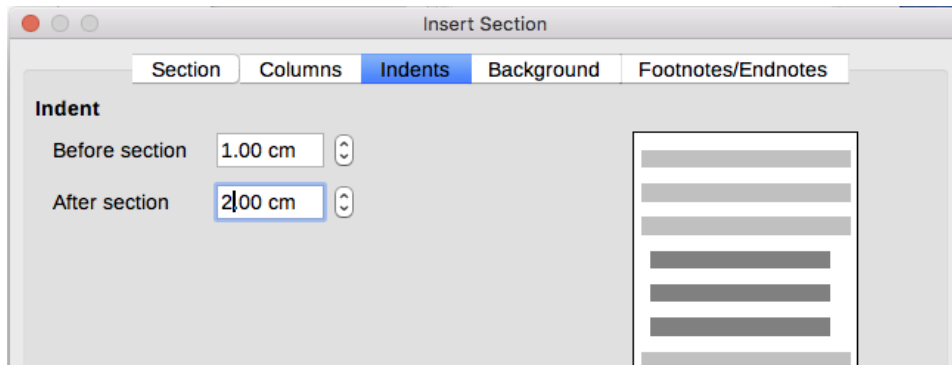 Insert Section
Section Columns Indents Background Footnotes/Endnotes
Indent
Before section 1.00 cm
After section 2.00 cm